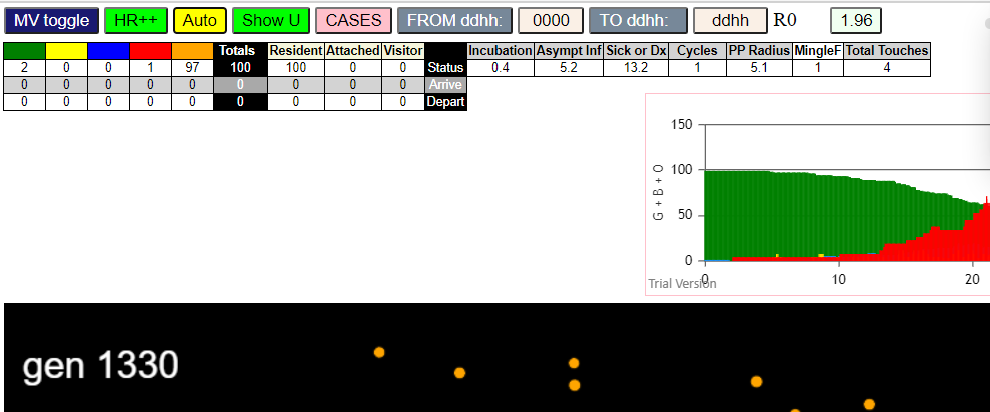 MV toggle HR++ Auto Show U CASES FROM ddhh: 0000 TO ddhh: ddhh R0 1.96
Totals Resident Attached Visitor Incubation Asympt Inf Sick or Dx Cycles PP Radius MingleF Total Touches
2 0 0 1 97 100 100 0 0 Status 0.4 5.2 13.2 1 5.1 1 4
0 0 0 0 0 0 0 0 0 Arrive
0 0 0 0 0 0 0 0 0 Depart
150
100
G + B + O
50
0
0 10 20
Trial Version
gen 1330